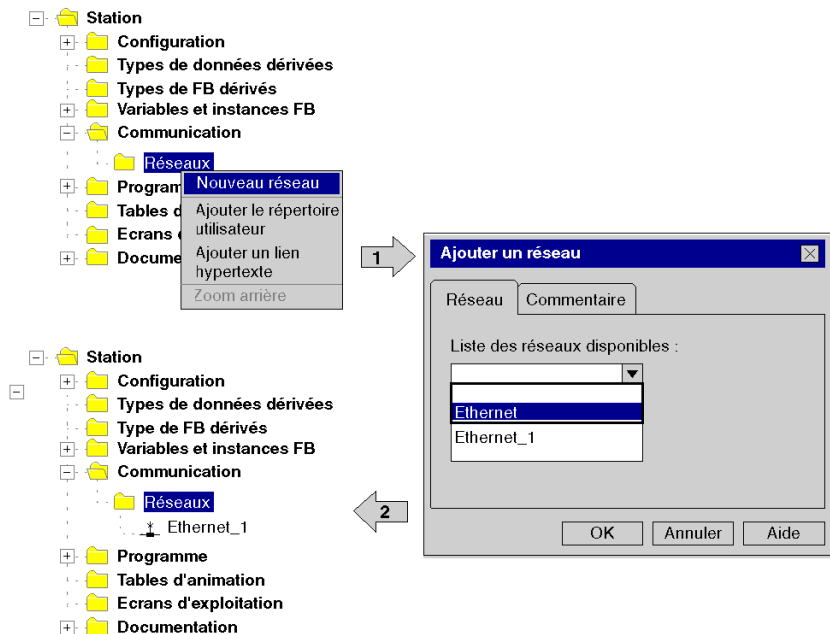 Station
Configuration
Types de données dérivées
Types de FB dérivés
Variables et instances FB
Communication
Réseaux
Nouveau réseau
Ajouter le répertoire
utilisateur
Ajouter un lien
hypertexte
Zoom arrière
Program
Tables d
Ecrans
Docume
1
Ajouter un réseau
Réseau
Commentaire
Liste des réseaux disponibles :
Ethernet
Ethernet_1
OK
Annuler
Aide
2
Station
Configuration
Types de données dérivées
Type de FB dérivés
Variables et instances FB
Communication
Réseaux
Ethernet_1
Programme
Tables d'animation
Ecrans d'exploitation
Documentation